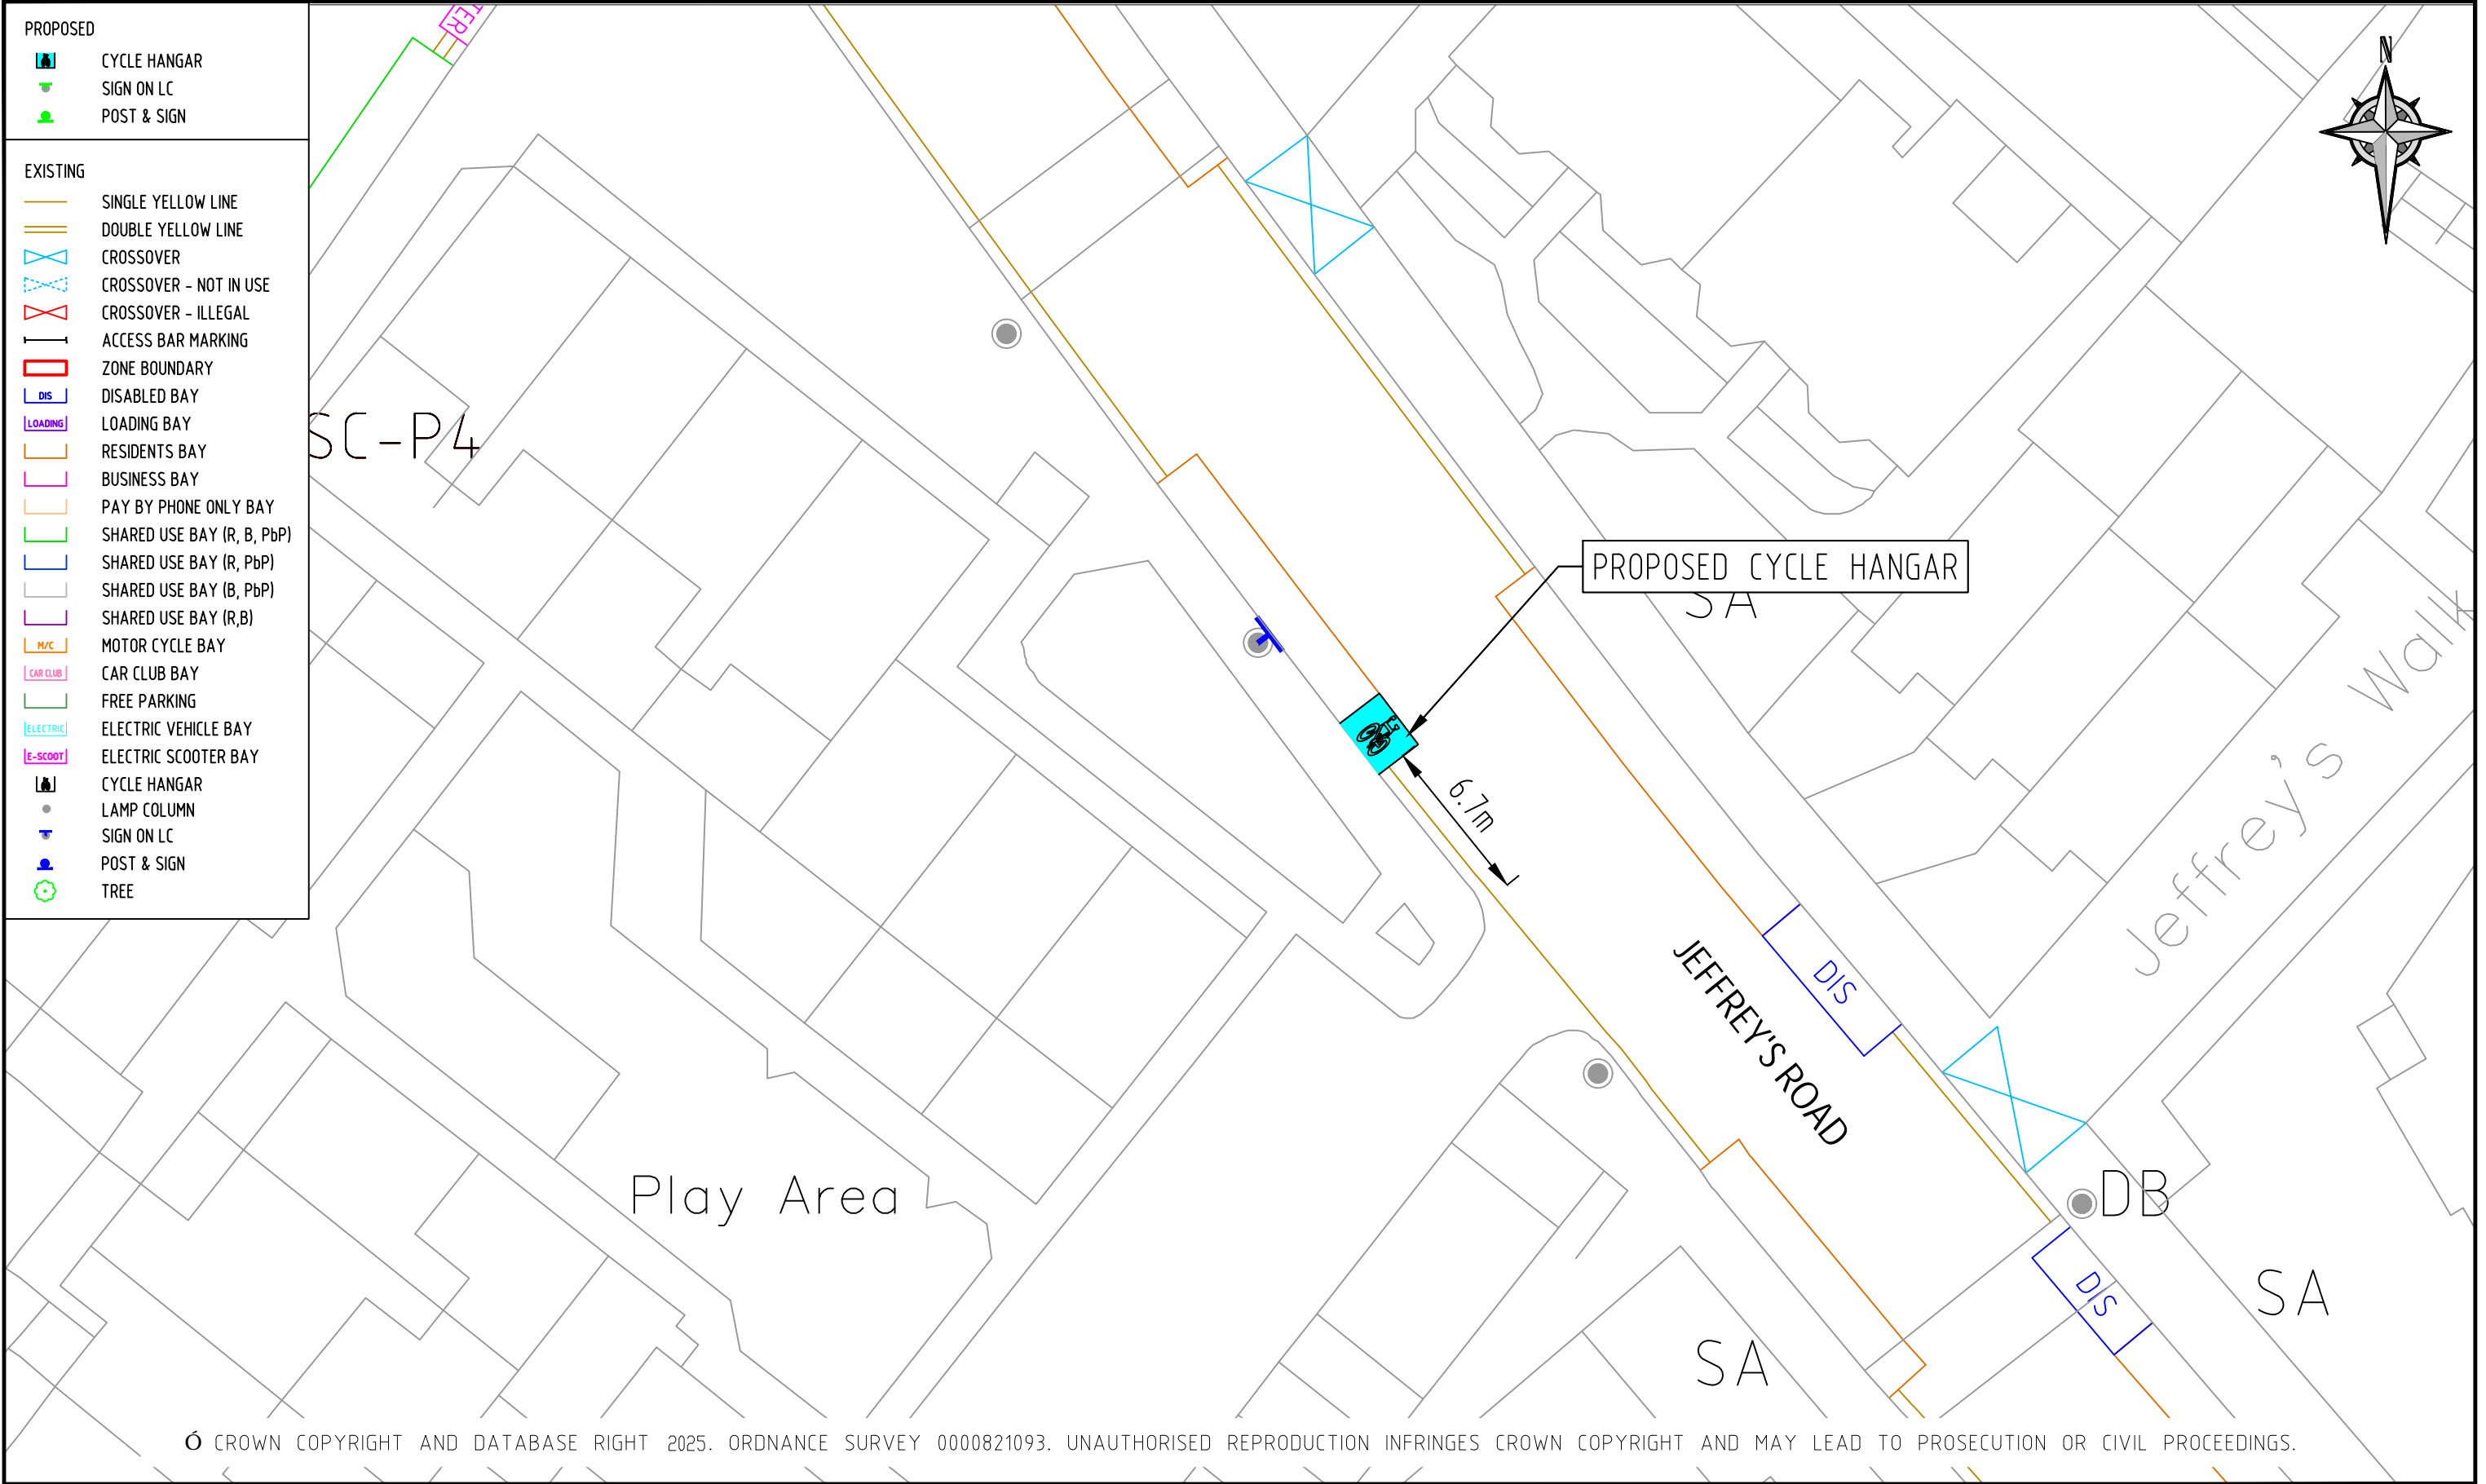 PROPOSED
CYCLE HANGAR
SIGN ON LC
POST & SIGN
EXISTING
SINGLE YELLOW LINE
DOUBLE YELLOW LINE
CROSSOVER
CROSSOVER - NOT IN USE
CROSSOVER - ILLEGAL
ACCESS BAR MARKING
ZONE BOUNDARY
DIS DISABLED BAY
LOADING LOADING BAY
RESIDENTS BAY
BUSINESS BAY
PAY BY PHONE ONLY BAY
SHARED USE BAY (R, B, PbP)
SHARED USE BAY (R, PbP)
SHARED USE BAY (B, PbP)
SHARED USE BAY (R,B)
M/C MOTOR CYCLE BAY
CAR CLUB CAR CLUB BAY
FREE PARKING
ELECTRIC ELECTRIC VEHICLE BAY
E-SCOOT ELECTRIC SCOOTER BAY
CYCLE HANGAR
LAMP COLUMN
SIGN ON LC
POST & SIGN
TREE
TER
N
SC-P4
PROPOSED CYCLE HANGAR
SA
Jeffrey's Walk
6.7m
JEFFREY'S ROAD
DIS
Play Area
DB
DIS
SA
SA
Ó CROWN COPYRIGHT AND DATABASE RIGHT 2025. ORDNANCE SURVEY 0000821093. UNAUTHORISED REPRODUCTION INFRINGES CROWN COPYRIGHT AND MAY LEAD TO PROSECUTION OR CIVIL PROCEEDINGS.